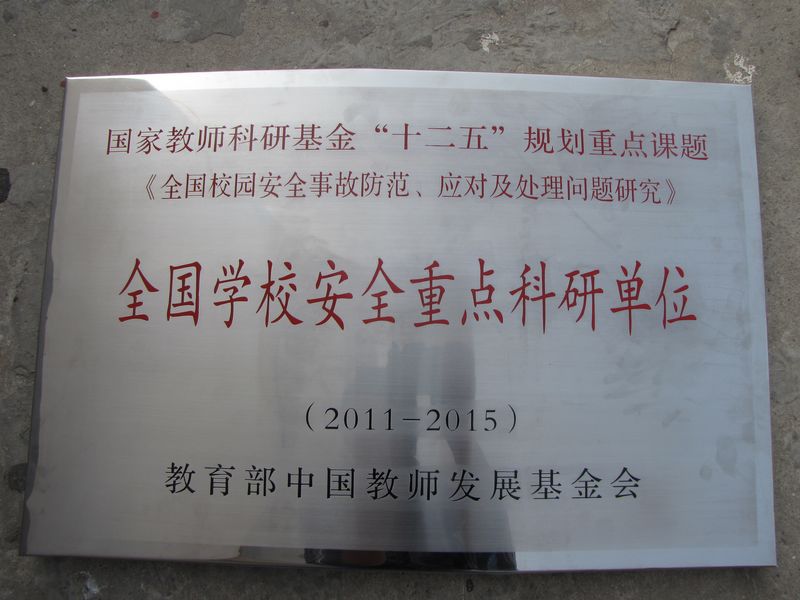 国家教师科研基金“十二五”规划重点课题
《全国校园安全事故防范、应对及处理问题研究》
全国学校安全重点科研单位
（2011-2015）
教育部中国教师发展基金会